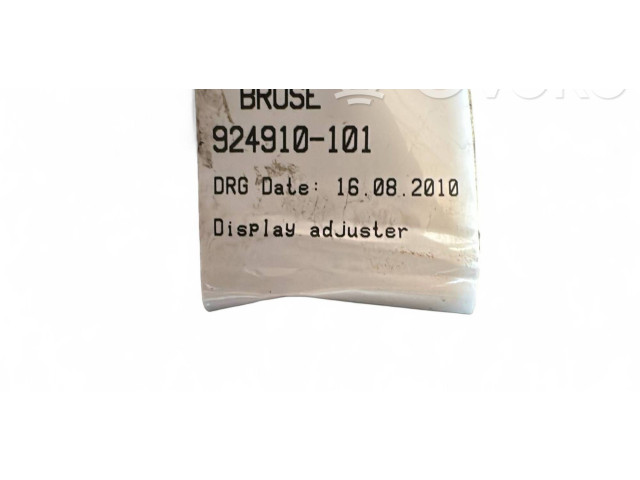 BROSE
924910-101
DRG Date: 16.08.2010
Display adjuster